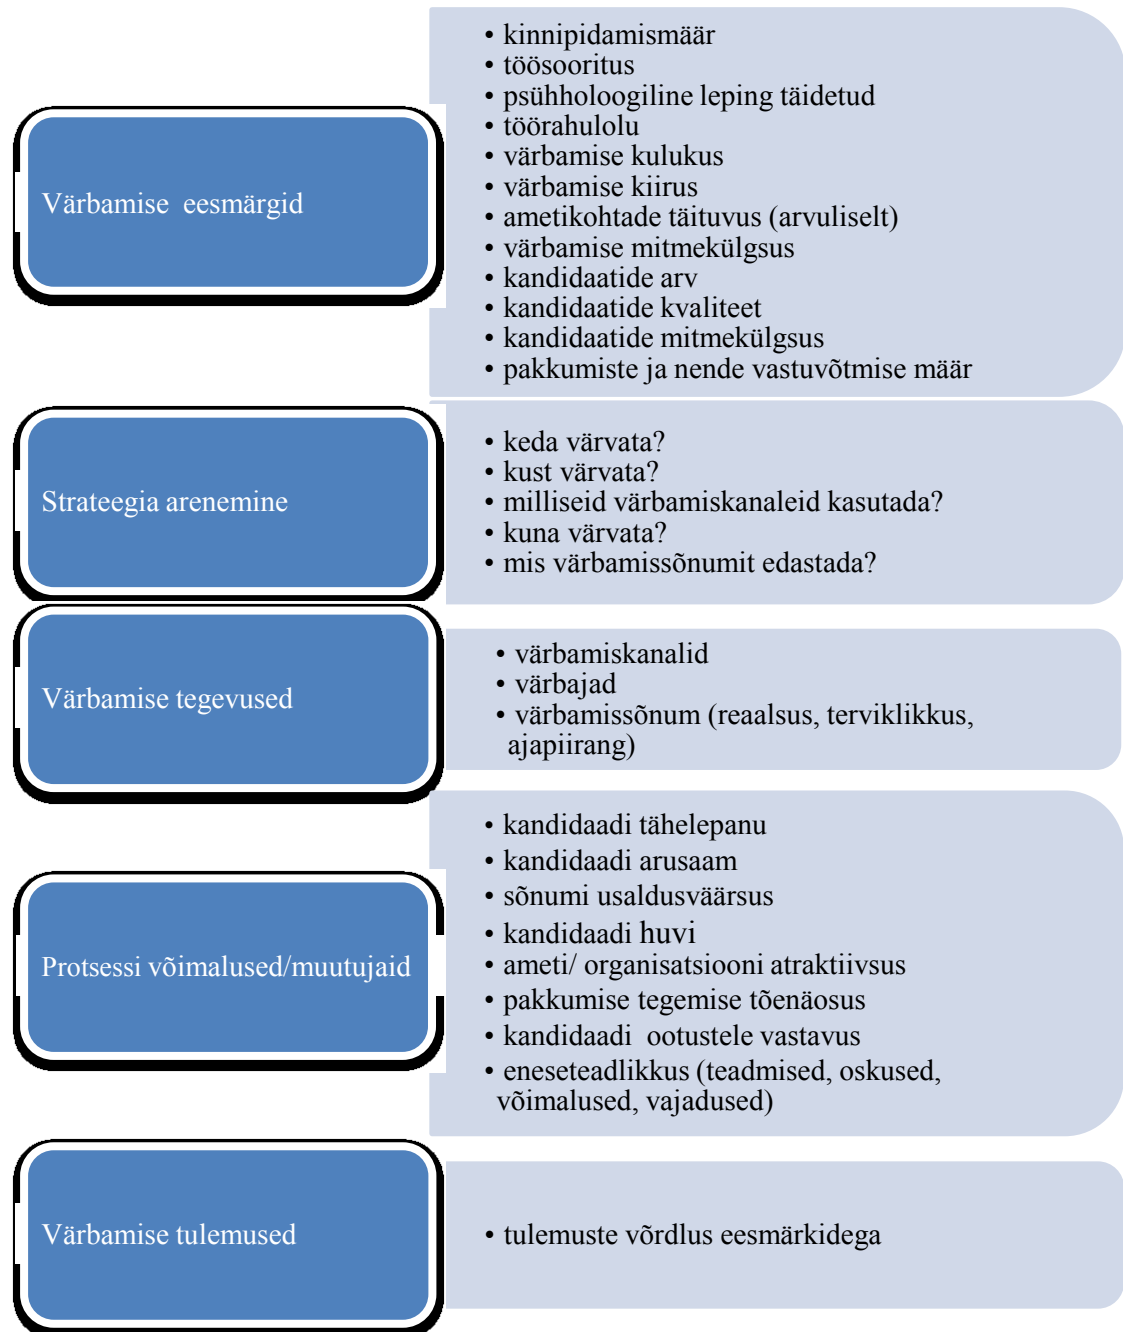 Värbamise eesmärgid
• kinnipidamismäär
• töösooritus
• psühholoogiline leping täidetud
• töörahulolu
• värbamise kulukus
• värbamise kiirus
• ametikohtade täituvus (arvuliselt)
• värbamise mitmekülgsus
• kandidaatide arv
• kandidaatide kvaliteet
• kandidaatide mitmekülgsus
• pakkumiste ja nende vastuvõtmise määr
Strateegia arenemine
• keda värvata?
• kust värvata?
• milliseid värbamiskanaleid kasutada?
• kuna värvata?
• mis värbamissõnumit edastada?
Värbamise tegevused
• värbamiskanalid
• värbajad
• värbamissõnum (reaalsus, terviklikkus,
ajapiirang)
Protsessi võimalused/muutujaid
• kandidaadi tähelepanu
• kandidaadi arusaam
• sõnumi usaldusväärsus
• kandidaadi huvi
• ameti/ organisatsiooni atraktiivsus
• pakkumise tegemise tõenäosus
• kandidaadi ootustele vastavus
• eneseteadlikkus (teadmised, oskused,
võimalused, vajadused)
Värbamise tulemused
• tulemuste võrdlus eesmärkidega